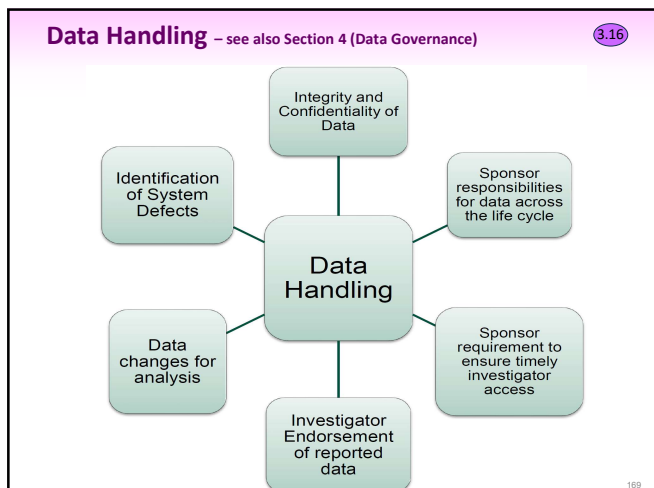 Data Handling – see also Section 4 (Data Governance)
3.16
Integrity and
Confidentiality of
Data
Identification
of System
Defects
Sponsor
responsibilities
for data across
the life cycle
Data
Handling
Data
changes for
analysis
Sponsor
requirement to
ensure timely
investigator
access
Investigator
Endorsement
of reported
data
169